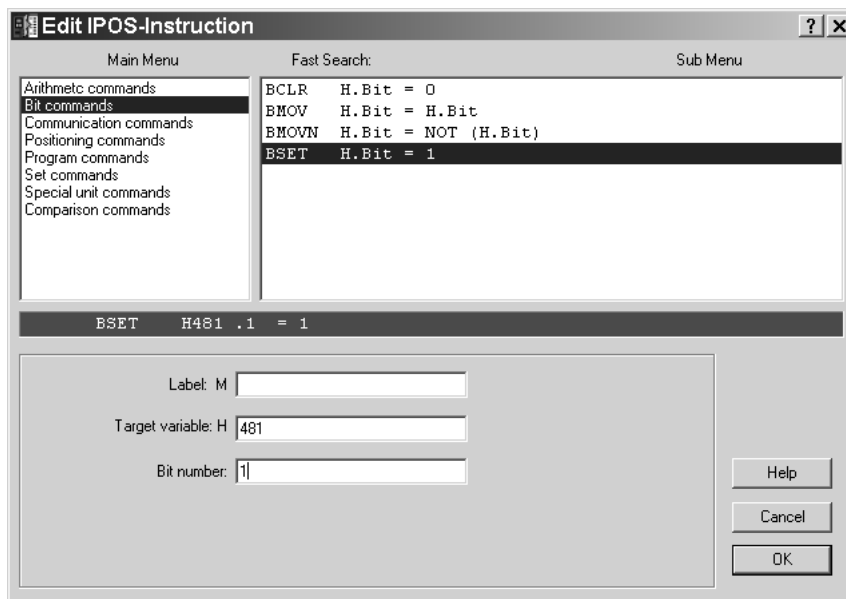 Edit IPOS-Instruction
Main Menu Fast Search: Sub Menu
Arithmetc commands
Bit commands
Communication commands
Positioning commands
Program commands
Set commands
Special unit commands
Comparison commands
BCLR H.Bit = 0
BMOV H.Bit = H.Bit
BMOVN H.Bit = NOT (H.Bit)
BSET H.Bit = 1
BSET H481 .1 = 1
Label: M
Target variable: H 481
Bit number: 1
Help
Cancel
OK